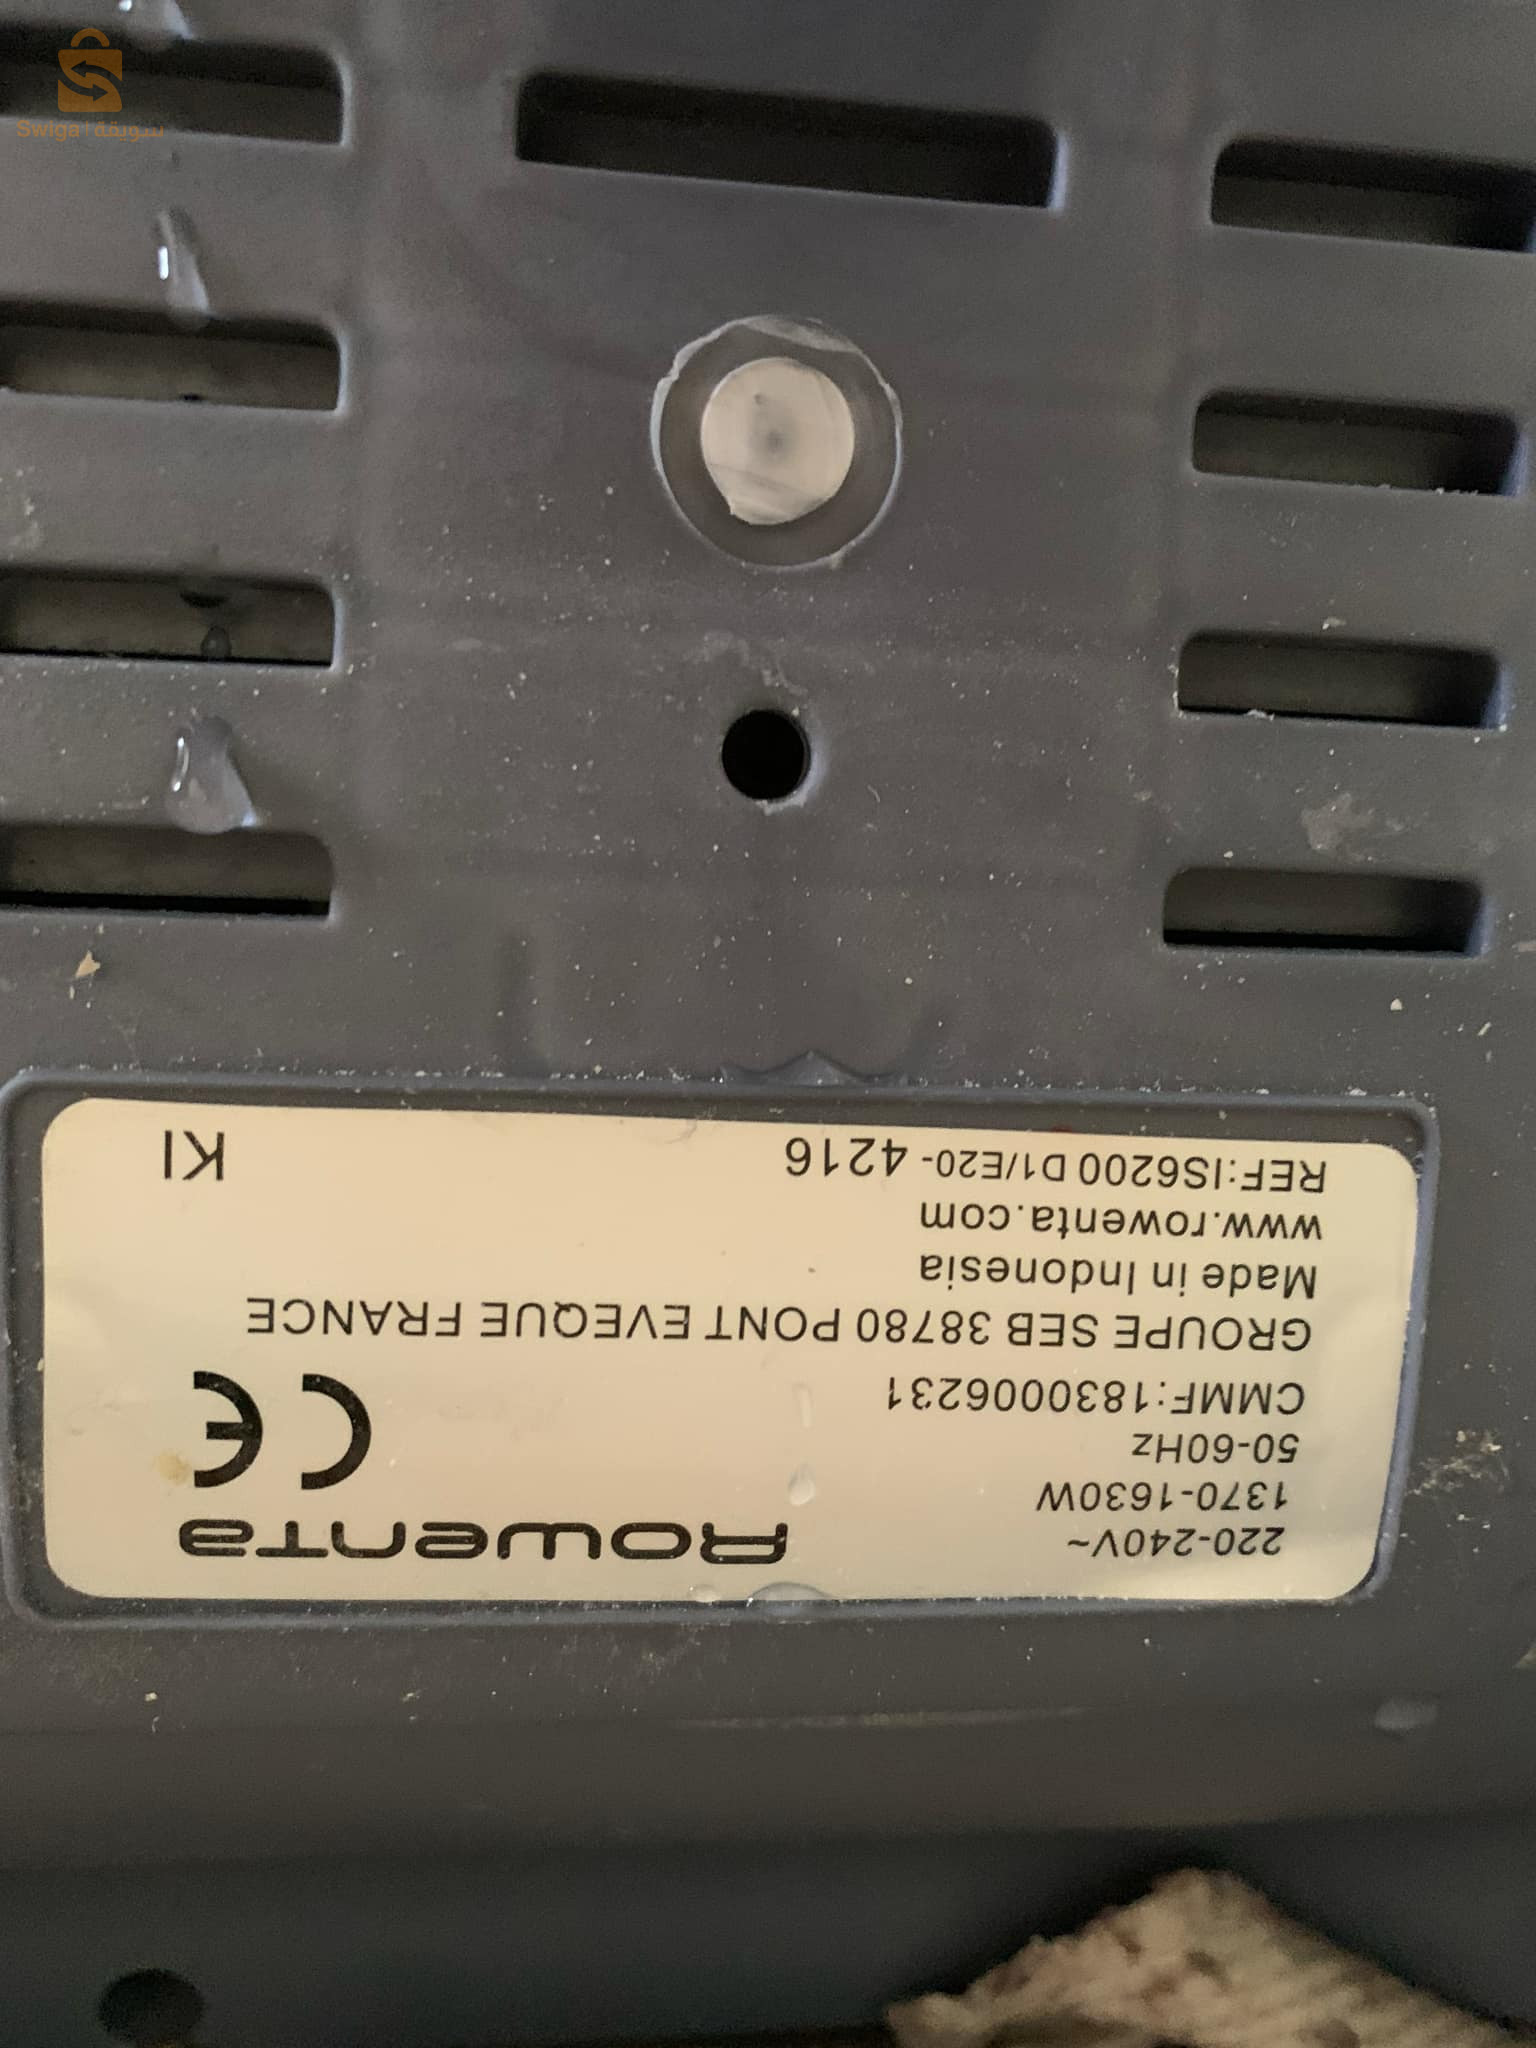 Swiga | سويقة
220-240V~
1370-1630W
50-60Hz
CMMF:1830006231
ROWENTA
CE
GROUPE SEB 38780 PONT EVEQUE FRANCE
Made in Indonesia
www.rowenta.com
REF:IS6200 D1/E20- 4216
KI